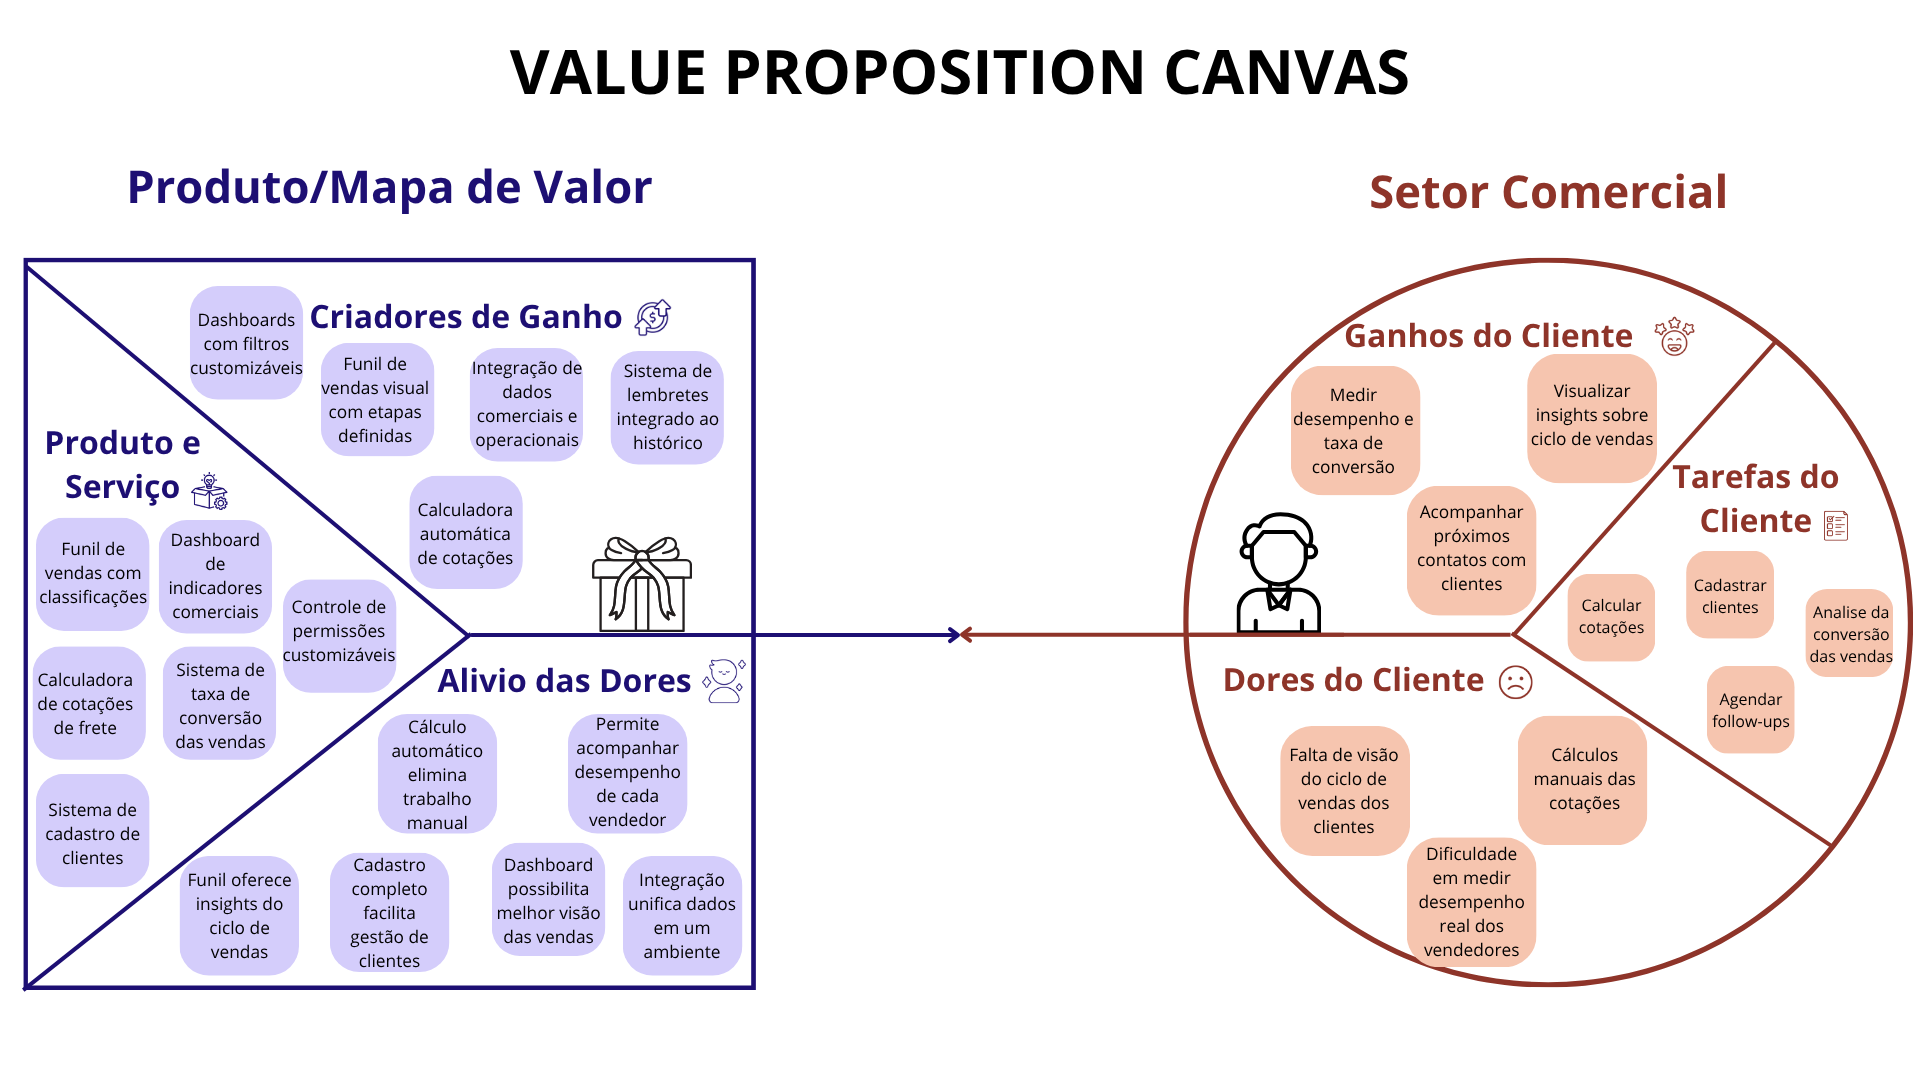 VALUE PROPOSITION CANVAS
Produto/Mapa de Valor
Criadores de Ganho
Dashboards
com filtros
customizáveis
Funil de
vendas visual
com etapas
definidas
Integração de
dados
comerciais e
operacionais
Sistema de
lembretes
integrado ao
histórico
Calculadora
automática
de cotações
Produto e
Serviço
Funil de
vendas com
classificações
Dashboard
de
indicadores
comerciais
Controle de
permissões
customizáveis
Calculadora
de cotações
de frete
Sistema de
taxa de
conversão
das vendas
Sistema de
cadastro de
clientes
Alivio das Dores
Cálculo
automático
elimina
trabalho
manual
Permite
acompanhar
desempenho
de cada
vendedor
Funil oferece
insights do
ciclo de
vendas
Cadastro
completo
facilita
gestão de
clientes
Dashboard
possibilita
melhor visão
das vendas
Integração
unifica dados
em um
ambiente
Setor Comercial
Ganhos do Cliente
Medir
desempenho e
taxa de
conversão
Visualizar
insights sobre
ciclo de vendas
Acompanhar
próximos
contatos com
clientes
Tarefas do
Cliente
Calcular
cotações
Cadastrar
clientes
Analise da
conversão
das vendas
Agendar
follow-ups
Dores do Cliente
Falta de visão
do ciclo de
vendas dos
clientes
Cálculos
manuais das
cotações
Dificuldade
em medir
desempenho
real dos
vendedores